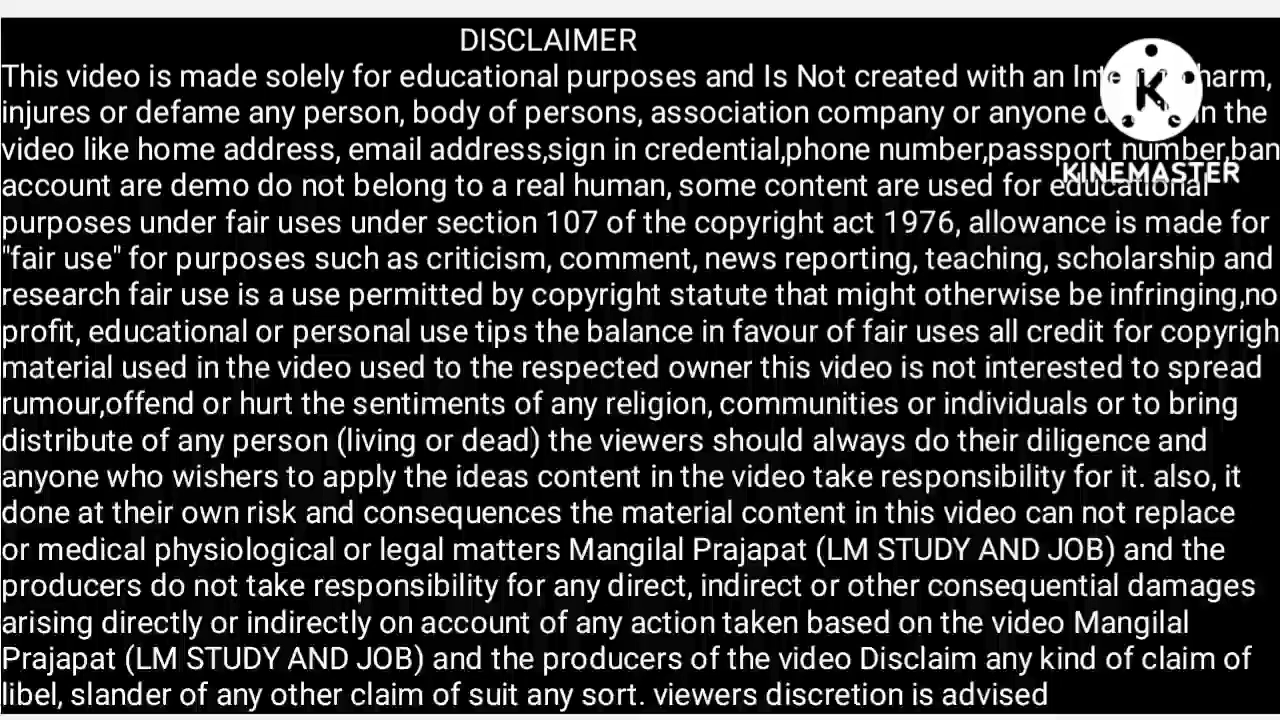 DISCLAIMER
This video is made solely for educational purposes and Is Not created with an harm,
injures or defame any person, body of persons, association company or anyone in the
video like home address, email address,sign in credential,phone number,passport number,ban
account are demo do not belong to a real human, some content are used for educational
purposes under fair uses under section 107 of the copyright act 1976, allowance is made for
"fair use" for purposes such as criticism, comment, news reporting, teaching, scholarship and
research fair use is a use permitted by copyright statute that might otherwise be infringing,no
profit, educational or personal use tips the balance in favour of fair uses all credit for copyrigh
material used in the video used to the respected owner this video is not interested to spread
rumour,offend or hurt the sentiments of any religion, communities or individuals or to bring
distribute of any person (living or dead) the viewers should always do their diligence and
anyone who wishers to apply the ideas content in the video take responsibility for it. also, it
done at their own risk and consequences the material content in this video can not replace
or medical physiological or legal matters Mangilal Prajapat (LM STUDY AND JOB) and the
producers do not take responsibility for any direct, indirect or other consequential damages
arising directly or indirectly on account of any action taken based on the video Mangilal
Prajapat (LM STUDY AND JOB) and the producers of the video Disclaim any kind of claim of
libel, slander of any other claim of suit any sort. viewers discretion is advised
K
KINEMASTER